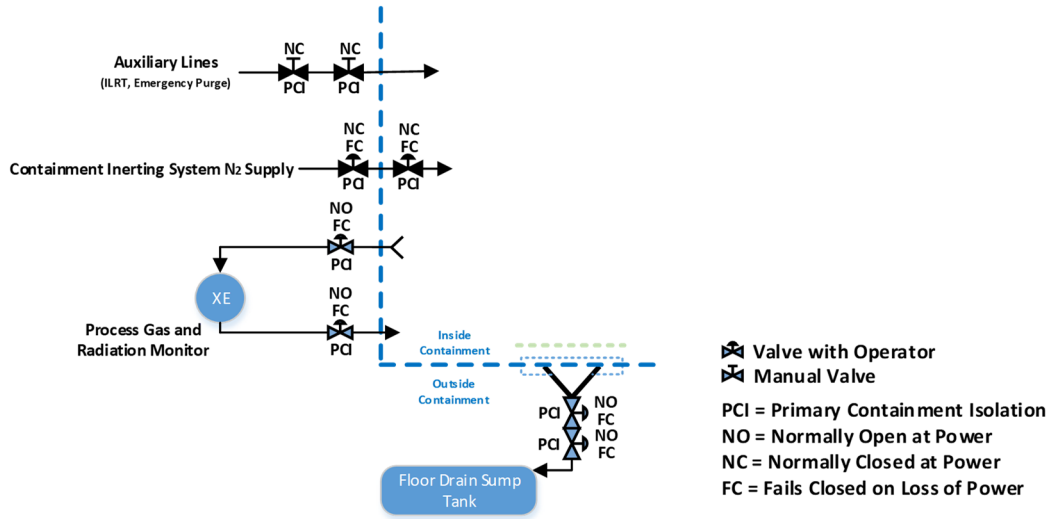 NC NC
Auxiliary Lines
(ILRT, Emergency Purge)
PCI PCI
NC NC
FC FC
Containment Inerting System N2 Supply
PCI PCI
NO
FC
PCI
XE
NO
FC
Process Gas and
Radiation Monitor
PCI
Inside
Containment
Outside
Containment
PCI NO
FC
PCI NO
FC
Floor Drain Sump
Tank
Valve with Operator
Manual Valve
PCI = Primary Containment Isolation
NO = Normally Open at Power
NC = Normally Closed at Power
FC = Fails Closed on Loss of Power